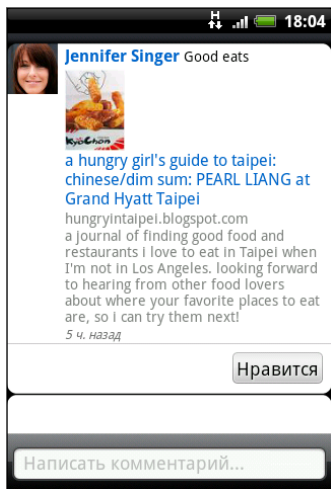 H 18:04
Jennifer Singer Good eats
KyoChon
a hungry girl's guide to taipei:
chinese/dim sum: PEARL LIANG at
Grand Hyatt Taipei
hungryintaipei.blogspot.com
a journal of finding good food and
restaurants i love to eat in Taipei when
I'm not in Los Angeles. looking forward
to hearing from other food lovers
about where your favorite places to eat
are, so i can try them next!
5 ч. назад
Нравится
Написать комментарий...